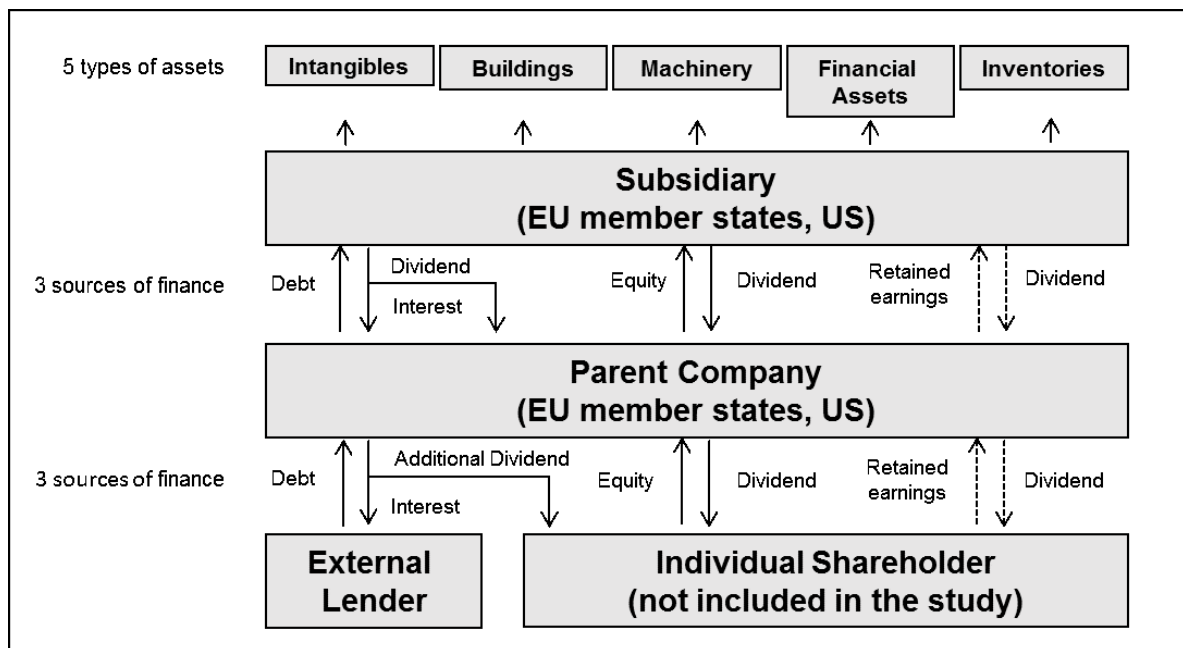 5 types of assets
Intangibles
Buildings
Machinery
Financial
Assets
Inventories
Subsidiary
(EU member states, US)
3 sources of finance
Debt
Dividend
Interest
Equity
Dividend
Retained
earnings
Dividend
Parent Company
(EU member states, US)
3 sources of finance
Debt
Additional Dividend
Interest
Equity
Dividend
Retained
earnings
Dividend
External
Lender
Individual Shareholder
(not included in the study)